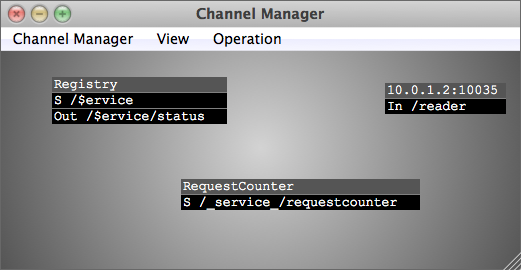 Channel Manager
Channel Manager View Operation
Registry
S /$ervice
Out /$ervice/status
10.0.1.2:10035
In /reader
RequestCounter
S /_service_/requestcounter